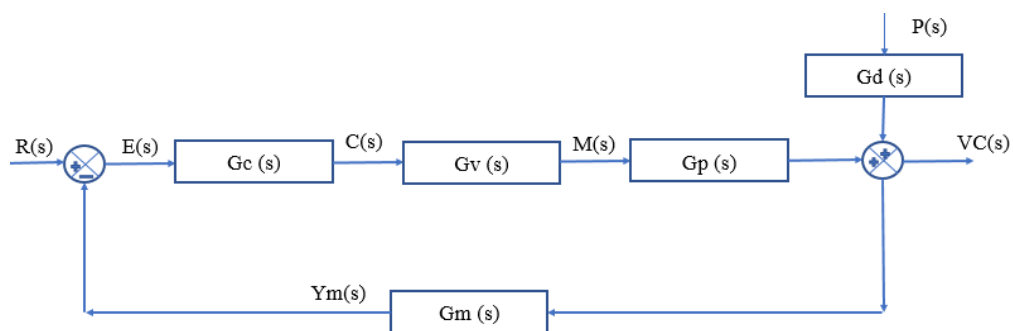 P(s)
Gd (s)
R(s)
E(s)
Gc (s)
C(s)
Gv (s)
M(s)
Gp (s)
VC(s)
+
−
+
+
Ym(s)
Gm (s)